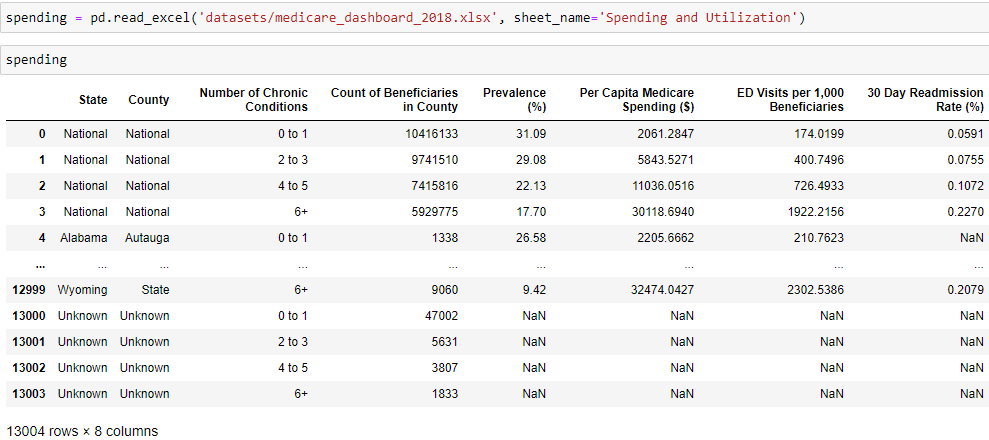 spending = pd.read_excel('datasets/medicare_dashboard_2018.xlsx', sheet_name='Spending and Utilization')
spending
State County Number of Chronic Conditions Count of Beneficiaries in County Prevalence (%) Per Capita Medicare Spending ($) ED Visits per 1,000 Beneficiaries 30 Day Readmission Rate (%)
0 National National 0 to 1 10416133 31.09 2061.2847 174.0199 0.0591
1 National National 2 to 3 9741510 29.08 5843.5271 400.7496 0.0755
2 National National 4 to 5 7415816 22.13 11036.0516 726.4933 0.1072
3 National National 6+ 5929775 17.70 30118.6940 1922.2156 0.2270
4 Alabama Autauga 0 to 1 1338 26.58 2205.6662 210.7623 NaN
... ... ... ... ... ... ... ... ...
12999 Wyoming State 6+ 9060 9.42 32474.0427 2302.5386 0.2079
13000 Unknown Unknown 0 to 1 47002 NaN NaN NaN NaN
13001 Unknown Unknown 2 to 3 5631 NaN NaN NaN NaN
13002 Unknown Unknown 4 to 5 3807 NaN NaN NaN NaN
13003 Unknown Unknown 6+ 1833 NaN NaN NaN NaN
13004 rows × 8 columns